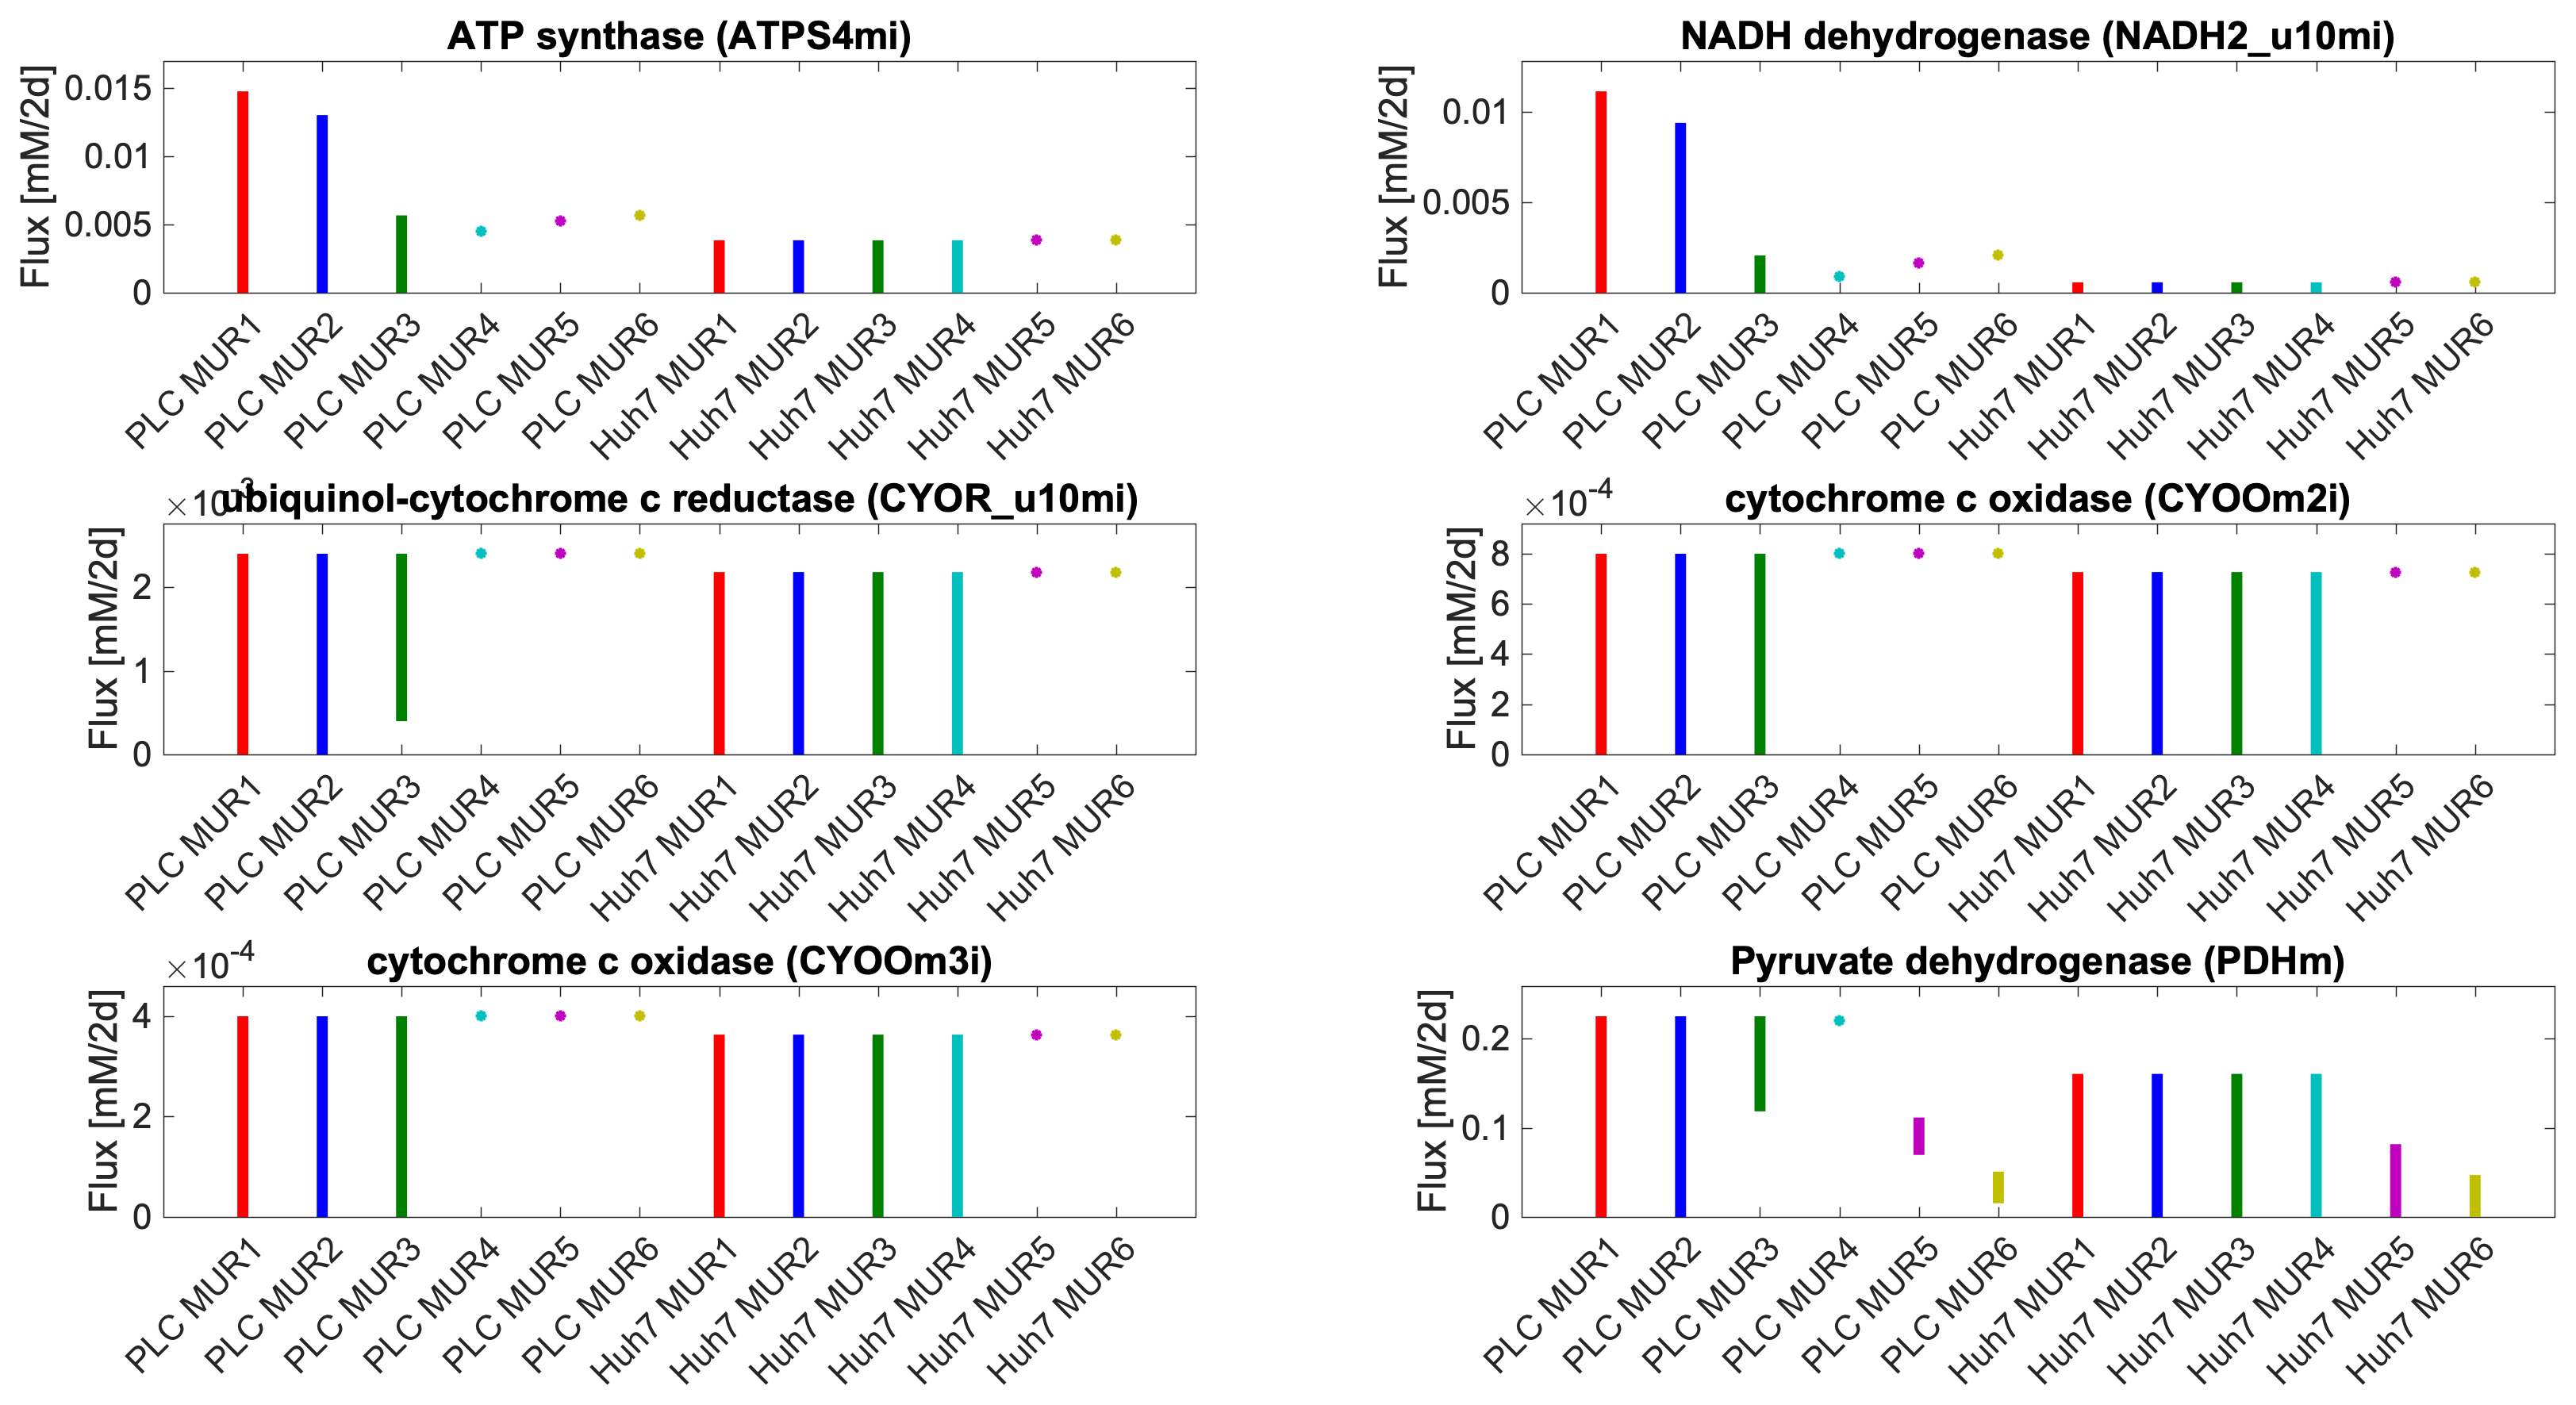 ATP synthase (ATPS4mi)
Flux [mM/2d]
0.015
0.01
0.005
0
PLC MUR1
PLC MUR2
PLC MUR3
PLC MUR4
PLC MUR5
PLC MUR6
Huh7 MUR1
Huh7 MUR2
Huh7 MUR3
Huh7 MUR4
Huh7 MUR5
Huh7 MUR6
NADH dehydrogenase (NADH2_u10mi)
Flux [mM/2d]
0.01
0.005
0
PLC MUR1
PLC MUR2
PLC MUR3
PLC MUR4
PLC MUR5
PLC MUR6
Huh7 MUR1
Huh7 MUR2
Huh7 MUR3
Huh7 MUR4
Huh7 MUR5
Huh7 MUR6
×10⁻³
ubiquinol-cytochrome c reductase (CYOR_u10mi)
Flux [mM/2d]
2
1
0
PLC MUR1
PLC MUR2
PLC MUR3
PLC MUR4
PLC MUR5
PLC MUR6
Huh7 MUR1
Huh7 MUR2
Huh7 MUR3
Huh7 MUR4
Huh7 MUR5
Huh7 MUR6
×10⁻⁴
cytochrome c oxidase (CYOOm2i)
Flux [mM/2d]
8
6
4
2
0
PLC MUR1
PLC MUR2
PLC MUR3
PLC MUR4
PLC MUR5
PLC MUR6
Huh7 MUR1
Huh7 MUR2
Huh7 MUR3
Huh7 MUR4
Huh7 MUR5
Huh7 MUR6
×10⁻⁴
cytochrome c oxidase (CYOOm3i)
Flux [mM/2d]
4
2
0
PLC MUR1
PLC MUR2
PLC MUR3
PLC MUR4
PLC MUR5
PLC MUR6
Huh7 MUR1
Huh7 MUR2
Huh7 MUR3
Huh7 MUR4
Huh7 MUR5
Huh7 MUR6
Pyruvate dehydrogenase (PDHm)
Flux [mM/2d]
0.2
0.1
0
PLC MUR1
PLC MUR2
PLC MUR3
PLC MUR4
PLC MUR5
PLC MUR6
Huh7 MUR1
Huh7 MUR2
Huh7 MUR3
Huh7 MUR4
Huh7 MUR5
Huh7 MUR6